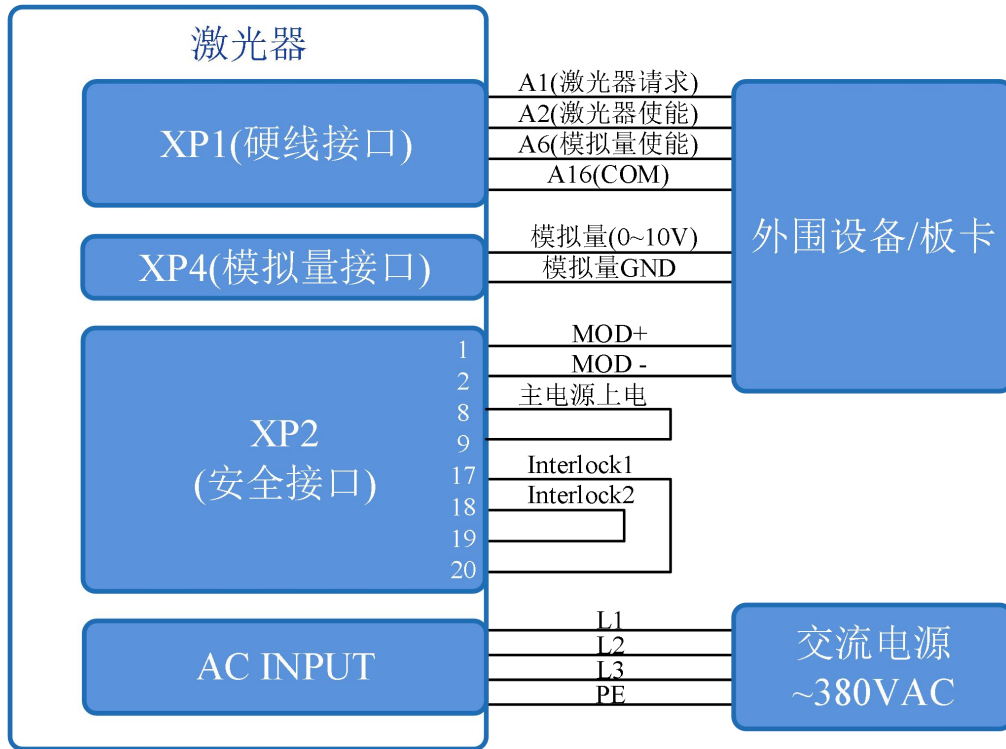 激光器
XP1(硬线接口)
A1(激光器请求)
A2(激光器使能)
A6(模拟量使能)
A16(COM)
外围设备/板卡
XP4(模拟量接口)
模拟量(0~10V)
模拟量GND
XP2
(安全接口)
1
2
8
9
17
18
19
20
MOD+
MOD -
主电源上电
Interlock1
Interlock2
AC INPUT
L1
L2
L3
PE
交流电源
~380VAC